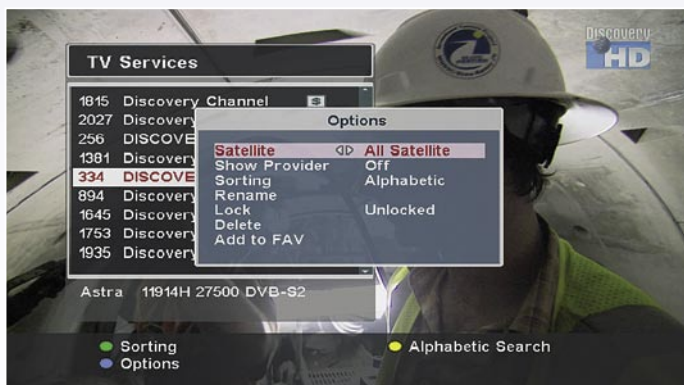 Discovery
HD
TV Services
1815 Discovery Channel $
2027 Discovery
256 DISCOVE
1381 Discovery
334 DISCOVE
894 Discovery
1645 Discovery
1753 Discovery
1935 Discovery
Options
Satellite All Satellite
Show Provider Off
Sorting Alphabetic
Rename
Lock Unlocked
Delete
Add to FAV
Astra 11914H 27500 DVB-S2
Sorting
Options
Alphabetic Search